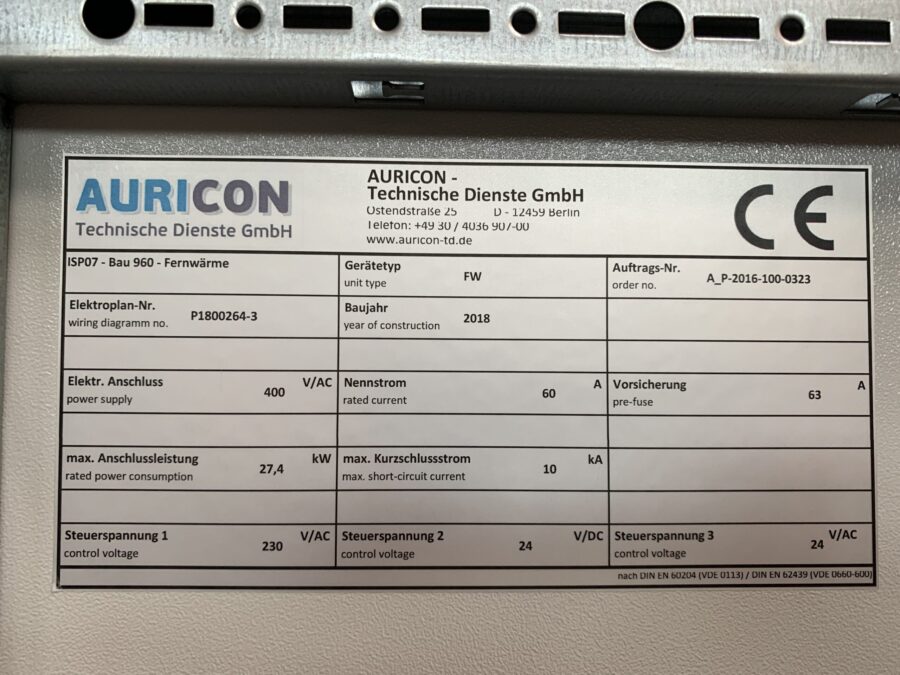 AURICON
Technische Dienste GmbH
AURICON -
Technische Dienste GmbH
Ostendstraße 25 D - 12459 Berlin
Telefon: +49 30 / 4036 907-00
www.auricon-td.de
CE
ISP07 - Bau 960 - Fernwärme
Gerätetyp
unit type
FW
Auftrags-Nr.
order no.
A_P-2016-100-0323
Elektroplan-Nr.
wiring diagramm no.
P1800264-3
Baujahr
year of construction
2018
Elektr. Anschluss
power supply
400
V/AC
Nennstrom
rated current
60
A
Vorsicherung
pre-fuse
63
A
max. Anschlussleistung
rated power consumption
27,4
kW
max. Kurzschlussstrom
max. short-circuit current
10
kA
Steuerspannung 1
control voltage
230
V/AC
Steuerspannung 2
control voltage
24
V/DC
Steuerspannung 3
control voltage
24
V/AC
nach DIN EN 60204 (VDE 0113) / DIN EN 62439 (VDE 0660-600)